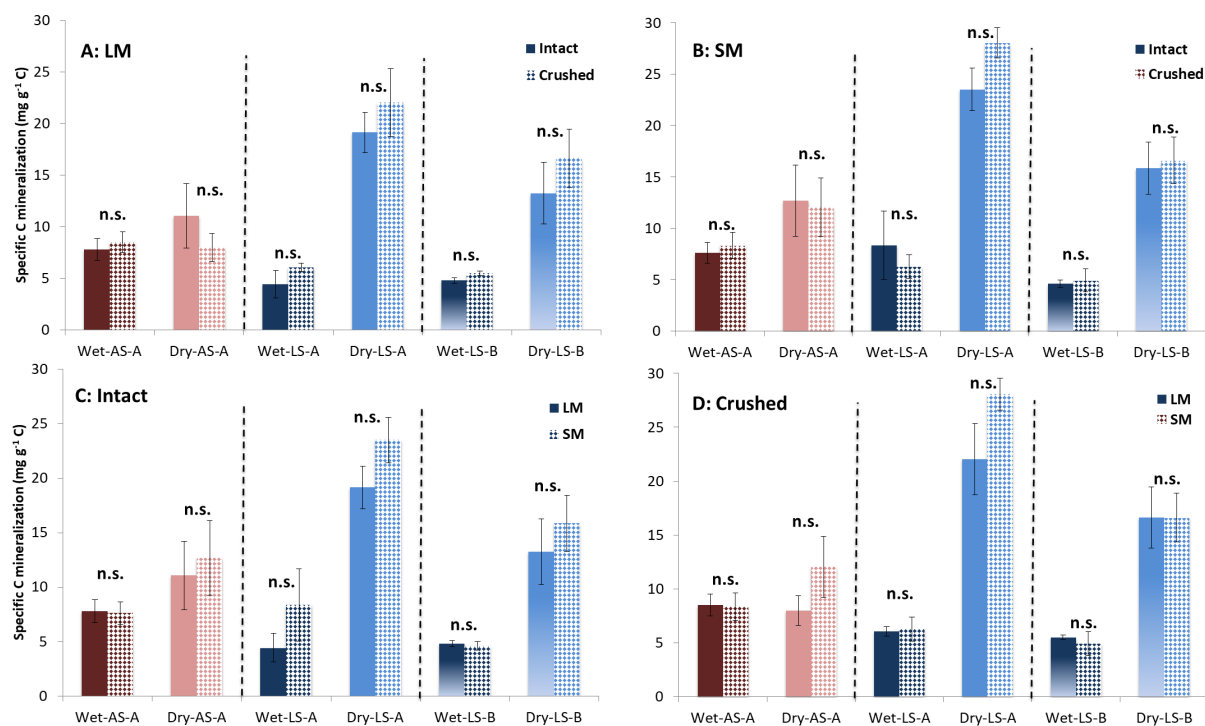 A: LM
Specific C mineralization (mg g⁻¹ C)
30
25
20
15
10
5
0
Intact
Crushed
n.s.
n.s.
n.s.
n.s.
n.s.
n.s.
Wet-AS-A Dry-AS-A Wet-LS-A Dry-LS-A Wet-LS-B Dry-LS-B
B: SM
30
25
20
15
10
5
0
Intact
Crushed
n.s.
n.s.
n.s.
n.s.
n.s.
n.s.
Wet-AS-A Dry-AS-A Wet-LS-A Dry-LS-A Wet-LS-B Dry-LS-B
C: Intact
Specific C mineralization (mg g⁻¹ C)
30
25
20
15
10
5
0
LM
SM
n.s.
n.s.
n.s.
n.s.
n.s.
n.s.
Wet-AS-A Dry-AS-A Wet-LS-A Dry-LS-A Wet-LS-B Dry-LS-B
D: Crushed
30
25
20
15
10
5
0
LM
SM
n.s.
n.s.
n.s.
n.s.
n.s.
n.s.
Wet-AS-A Dry-AS-A Wet-LS-A Dry-LS-A Wet-LS-B Dry-LS-B